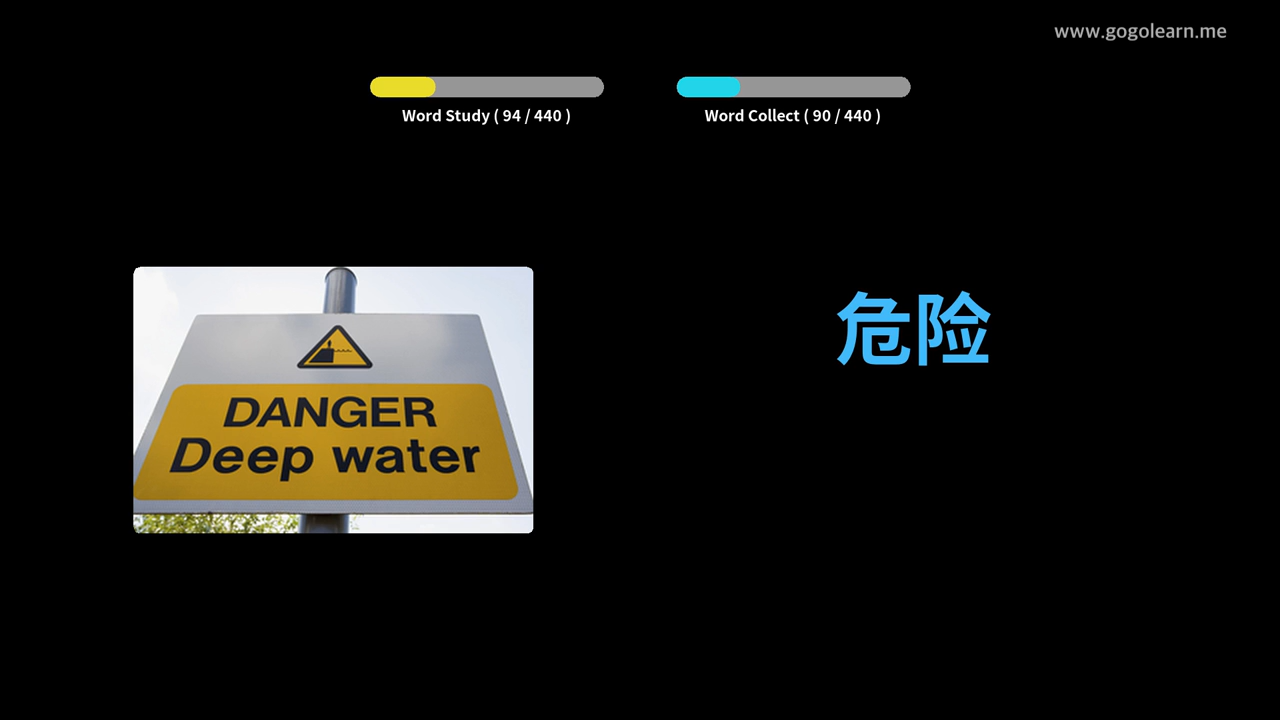 www.gogolearn.me
Word Study ( 94 / 440 )
Word Collect ( 90 / 440 )
DANGER
Deep water
危险